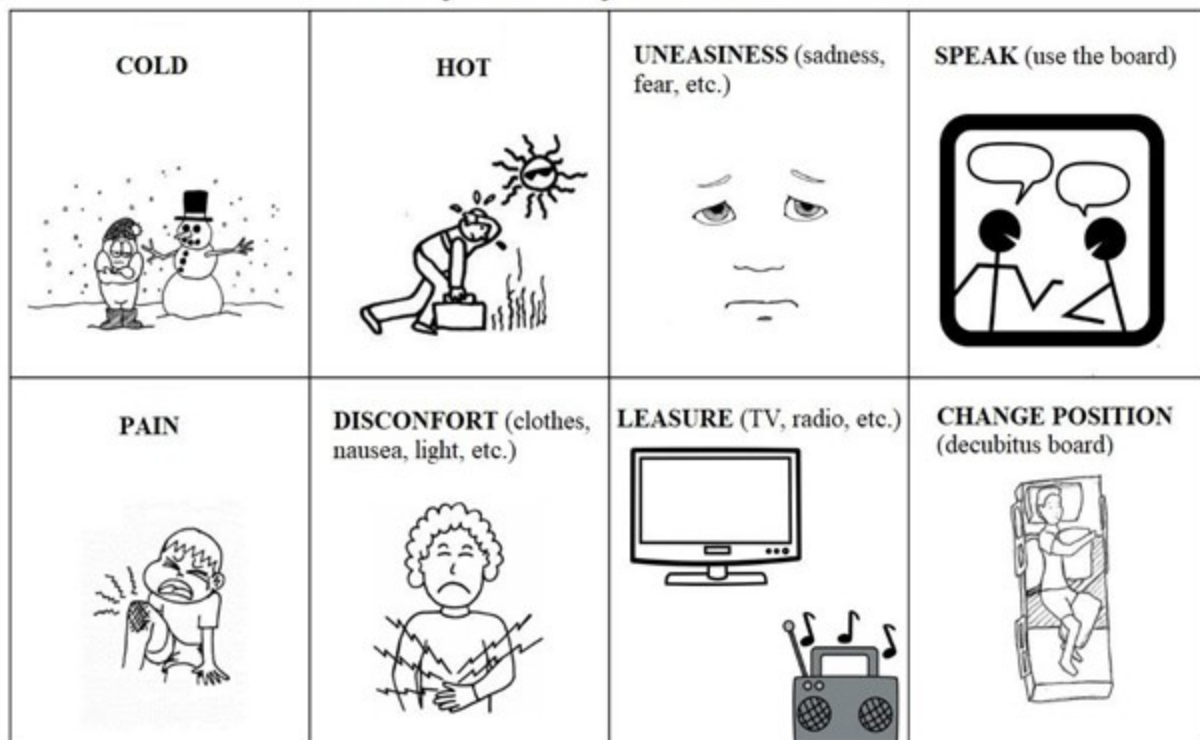 COLD
HOT
UNEASINESS (sadness,
fear, etc.)
SPEAK (use the board)
PAIN
DISCONFORT (clothes,
nausea, light, etc.)
LEASURE (TV, radio, etc.)
CHANGE POSITION
(decubitus board)